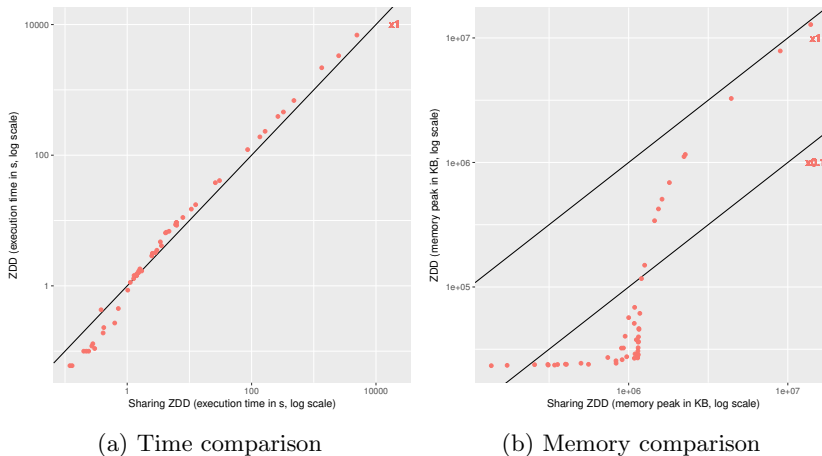 10000
100
1
ZDD (execution time in s, log scale)
x1
1
100
10000
Sharing ZDD (execution time in s, log scale)
(a) Time comparison
1e+07
1e+06
1e+05
ZDD (memory peak in KB, log scale)
x1
1e+06
1e+07
Sharing ZDD (memory peak in KB, log scale)
(b) Memory comparison